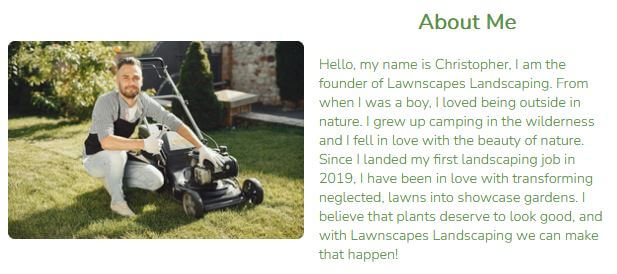 About Me
Hello, my name is Christopher, I am the
founder of Lawnscapes Landscaping. From
when I was a boy, I loved being outside in
nature. I grew up camping in the wilderness
and I fell in love with the beauty of nature.
Since I landed my first landscaping job in
2019, I have been in love with transforming
neglected, lawns into showcase gardens. I
believe that plants deserve to look good, and
with Lawnscapes Landscaping we can make
that happen!